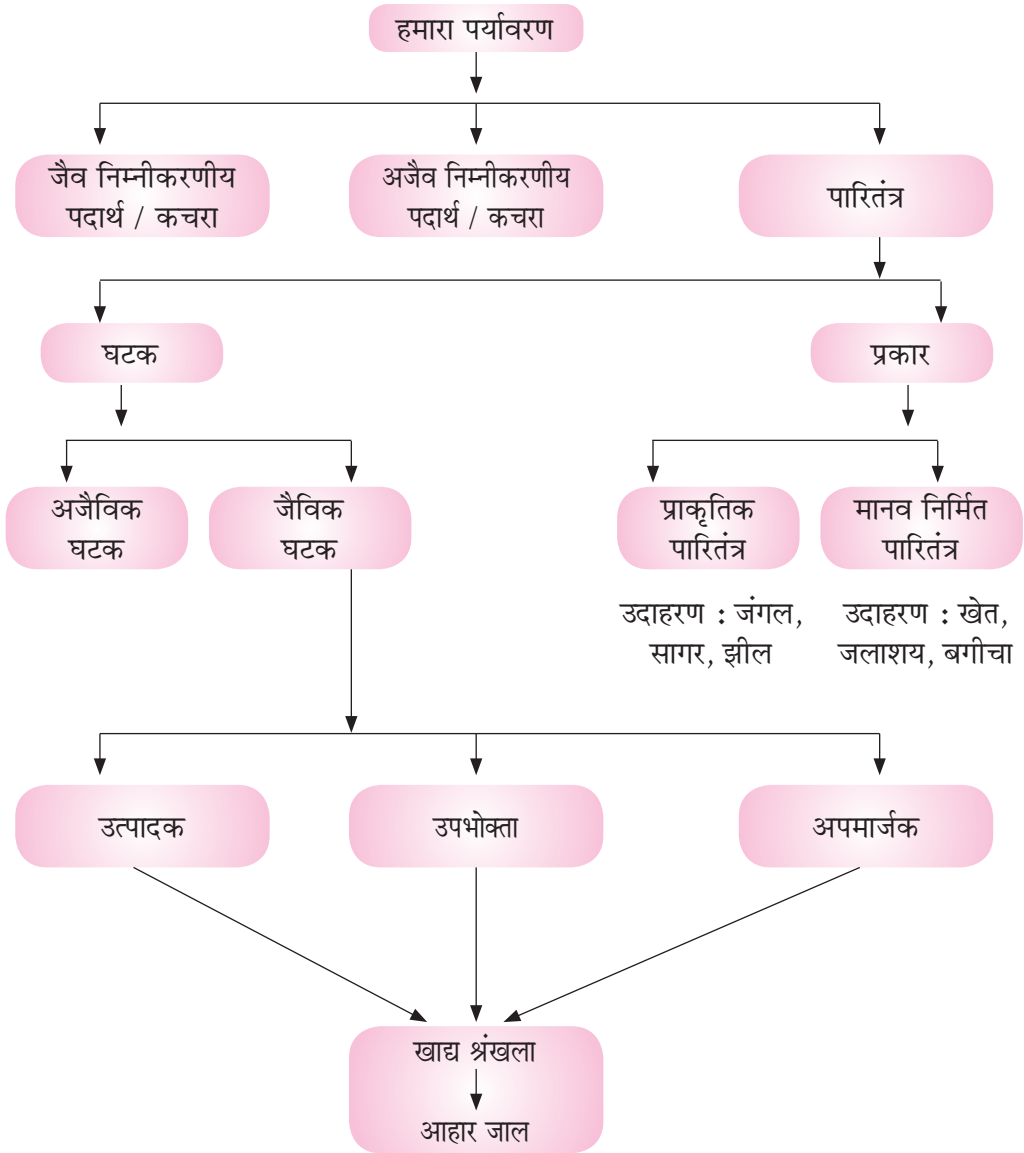 हमारा पर्यावरण
जैव निम्नीकरणीय
पदार्थ / कचरा
अजैव निम्नीकरणीय
पदार्थ / कचरा
पारितंत्र
घटक
प्रकार
अजैविक
घटक
जैविक
घटक
प्राकृतिक
पारितंत्र
मानव निर्मित
पारितंत्र
उदाहरण : जंगल,
सागर, झील
उदाहरण : खेत,
जलाशय, बगीचा
उत्पादक
उपभोक्ता
अपमार्जक
खाद्य श्रंखला
आहार जाल